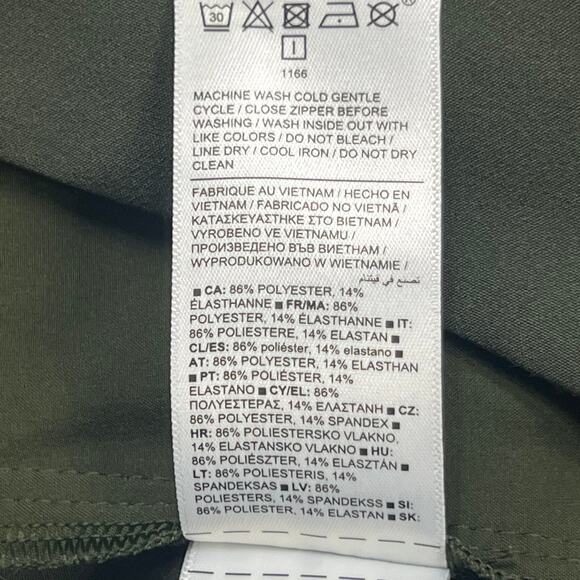 30
®
1166
MACHINE WASH COLD GENTLE
CYCLE / CLOSE ZIPPER BEFORE
WASHING / WASH INSIDE OUT WITH
LIKE COLORS / DO NOT BLEACH /
LINE DRY / COOL IRON / DO NOT DRY
CLEAN
FABRIQUE AU VIETNAM / HECHO EN
VIETNAM / FABRICADO NO VIETNÃ /
ΚΑΤΑΣΚΕΥΑΣΤΗΚΕ ΣΤΟ ΒΙΕΤΝΑΜ /
VYROBENO VE VIETNAMU /
ПРОИЗВЕДЕНО ВЪВ ВИЕТНАМ /
WYPRODUKOWANO W WIETNAMIE /
تصنع في فيتنام
■ CA: 86% POLYESTER, 14%
ÉLASTHANNE ■ FR/MA: 86%
POLYESTER, 14% ÉLASTHANNE ■ IT:
86% POLIESTERE, 14% ELASTAN ■
CL/ES: 86% poliéster, 14% elastano ■
AT: 86% POLYESTER, 14% ELASTHAN
■ PT: 86% POLIÉSTER, 14%
ELASTANO ■ CY/EL: 86%
ΠΟΛΥΕΣΤΕΡΑΣ, 14% ΕΛΑΣΤΑΝΗ ■ CZ:
86% POLYESTER, 14% SPANDEX ■
HR: 86% POLIESTERSKO VLAKNO,
14% ELASTANSKO VLAKNO ■ HU:
86% POLIÉSZTER, 14% ELASZTÁN ■
LT: 86% POLIESTERIS, 14%
SPANDEKSAS ■ LV: 86%
POLIESTERS, 14% SPANDEKSS ■ SI:
86% POLIESTER, 14% ELASTAN ■ SK: